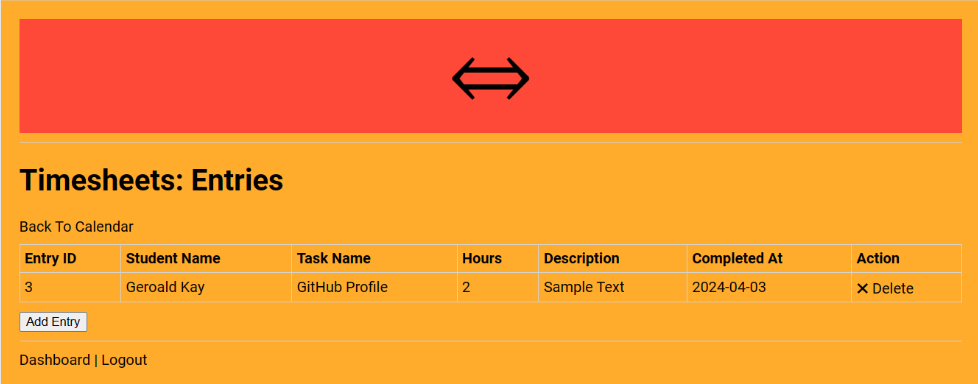 Timesheets: Entries
Back To Calendar
Entry ID Student Name Task Name Hours Description Completed At Action
3 Geroald Kay GitHub Profile 2 Sample Text 2024-04-03 ✕ Delete
Add Entry
Dashboard | Logout